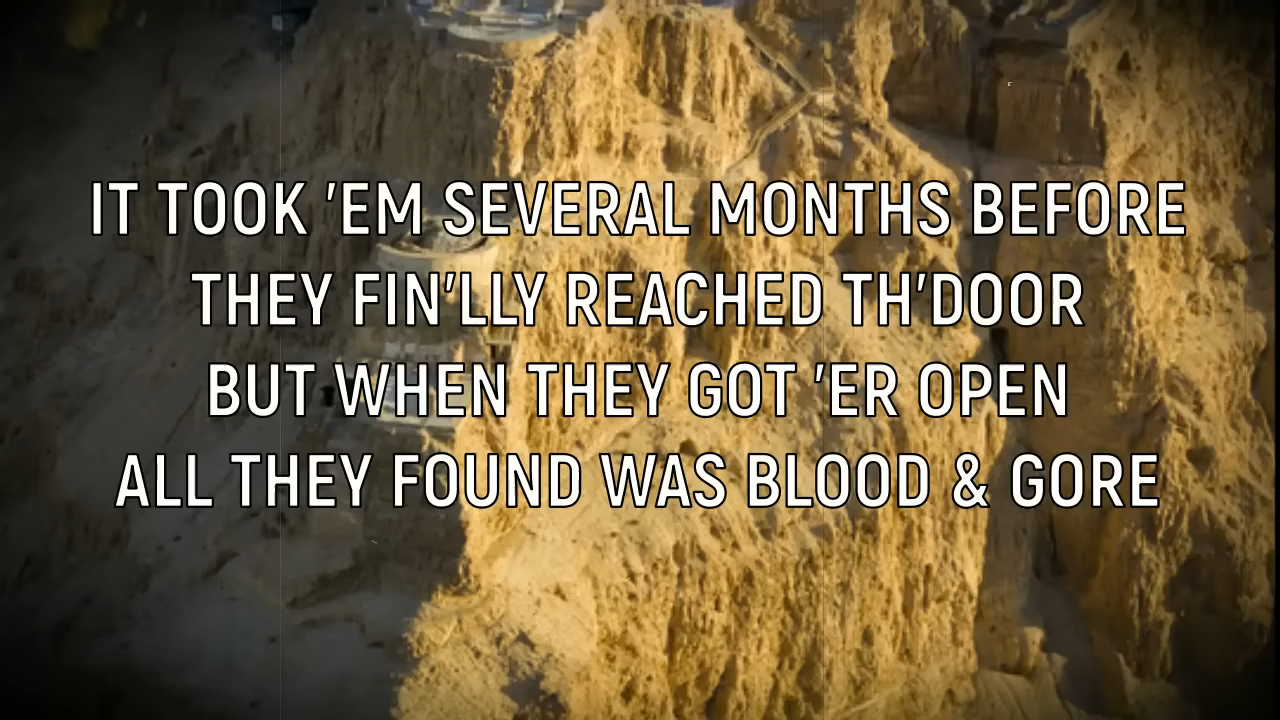 IT TOOK 'EM SEVERAL MONTHS BEFORE
THEY FIN'LLY REACHED TH'DOOR
BUT WHEN THEY GOT 'ER OPEN
ALL THEY FOUND WAS BLOOD & GORE